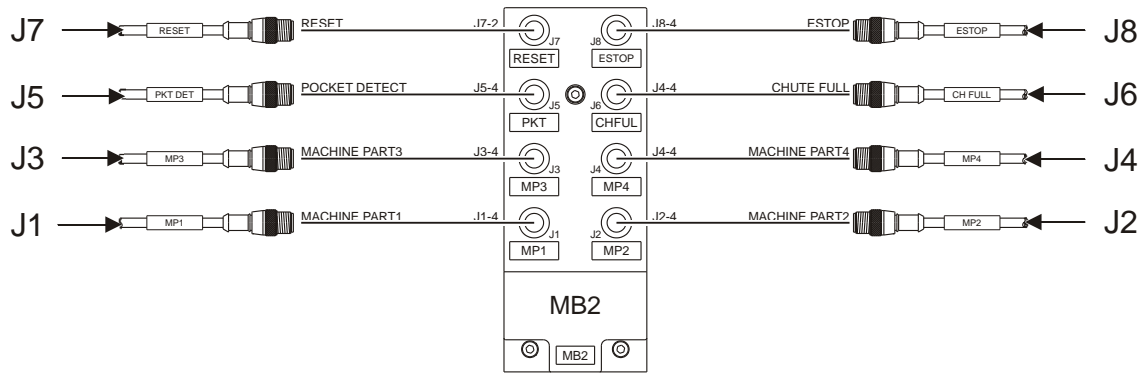 J7 RESET RESET J7-2 J7 J8 J8-4 ESTOP ESTOP J8
RESET ESTOP
J5 PKT DET POCKET DETECT J5-4 J5 J6 J4-4 CHUTE FULL CH FULL J6
PKT CHFUL
J3 MP3 MACHINE PART3 J3-4 J3 J4 J4-4 MACHINE PART4 MP4 J4
MP3 MP4
J1 MP1 MACHINE PART1 J1-4 J1 J2 J2-4 MACHINE PART2 MP2 J2
MP1 MP2
MB2
MB2